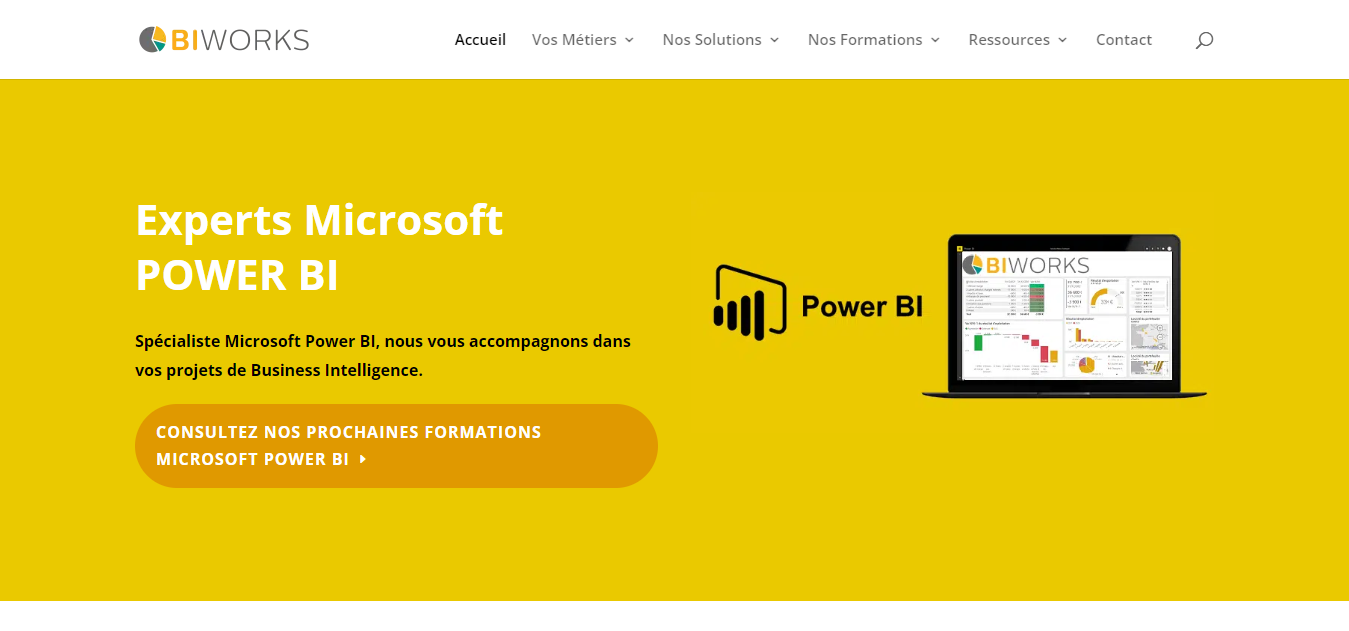 BIWORKS
Accueil
Vos Métiers
Nos Solutions
Nos Formations
Ressources
Contact
Experts Microsoft
POWER BI
Spécialiste Microsoft Power BI, nous vous accompagnons dans
vos projets de Business Intelligence.
CONSULTEZ NOS PROCHAINES FORMATIONS
MICROSOFT POWER BI
Power BI
BIWORKS